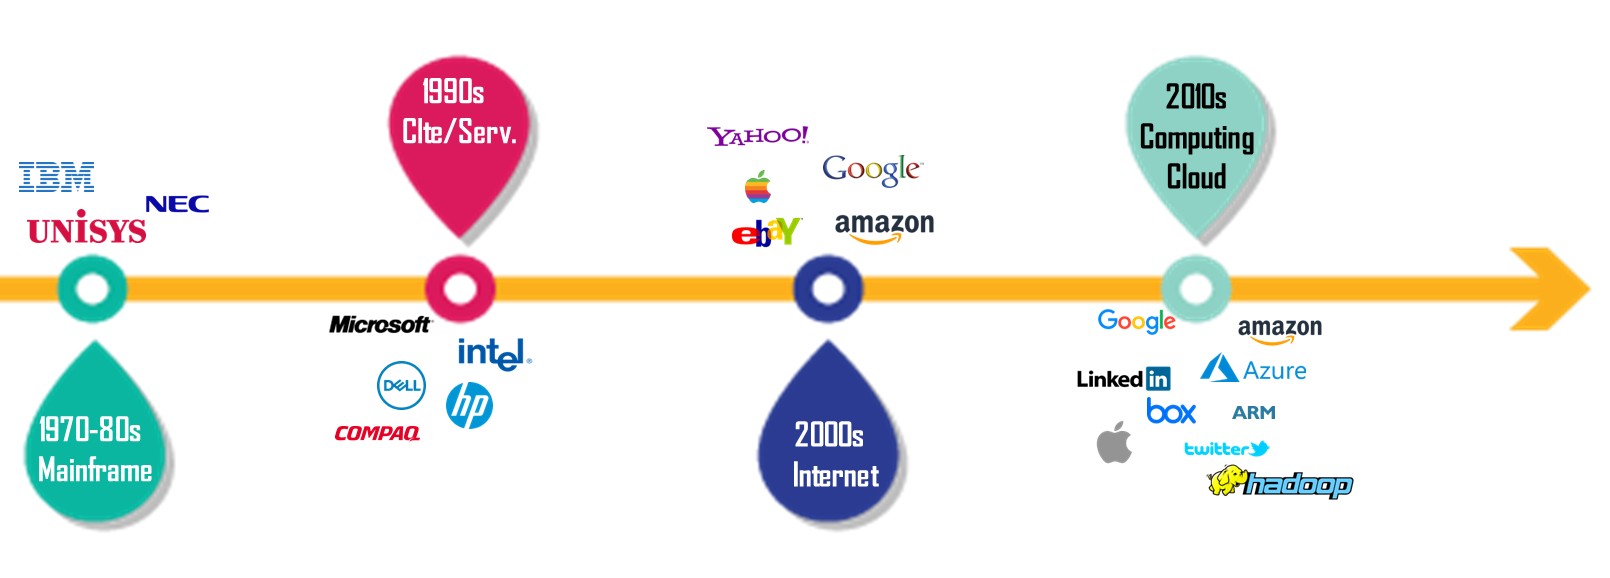 IBM
NEC
UNiSYS
1970-80s
Mainframe
1990s
Clte/Serv.
Microsoft
intel
DELL
hp
COMPAQ
YAHOO!
Google
ebaY
amazon
2000s
Internet
2010s
Computing
Cloud
Google
amazon
Linked in
Azure
box
ARM
twitter
hadoop